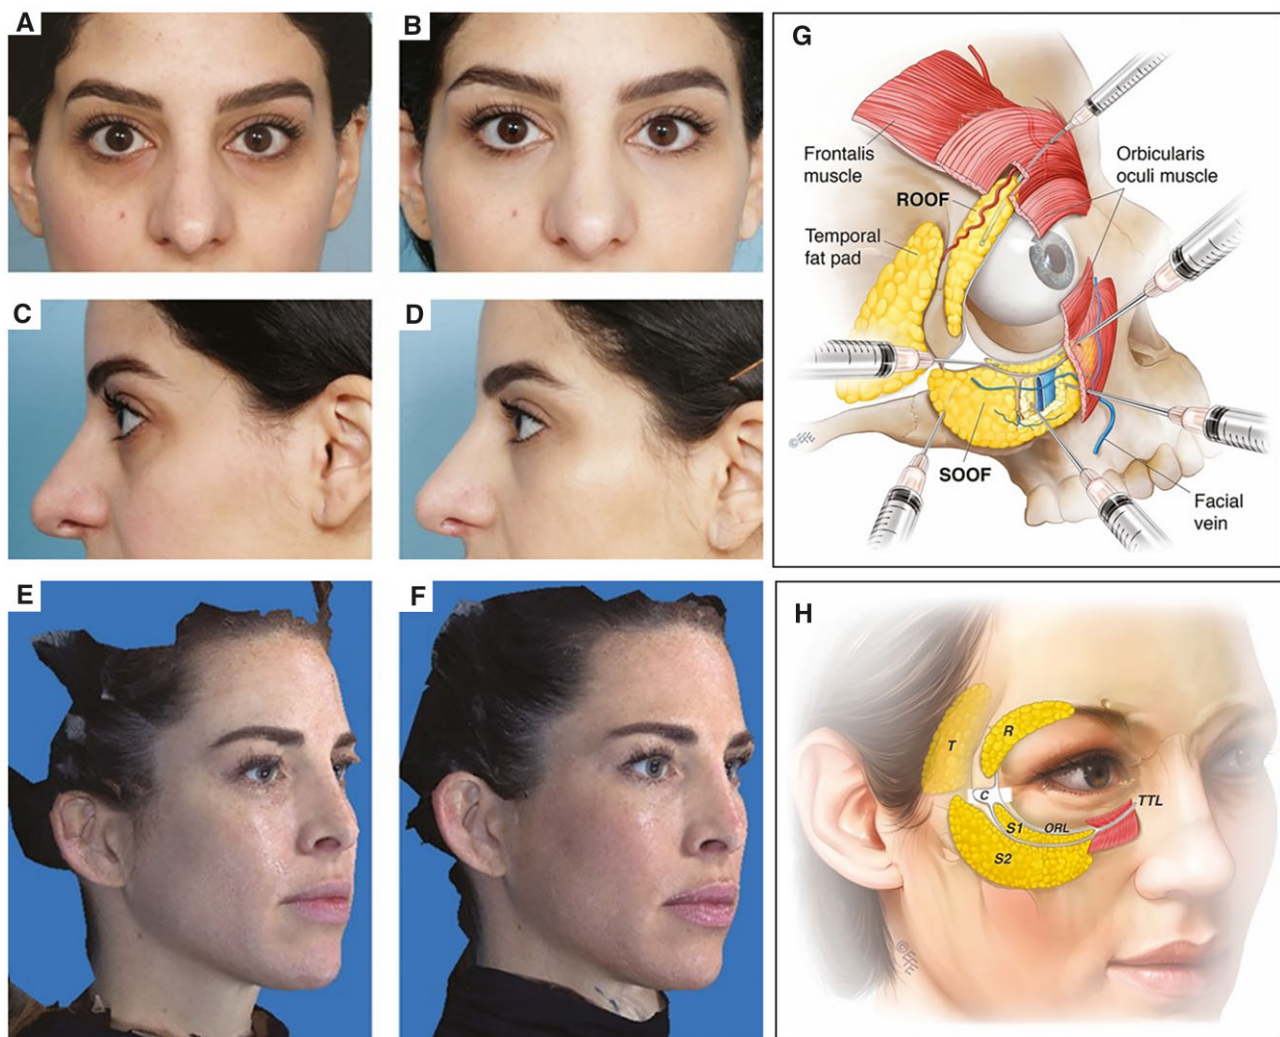 A
B
C
D
E
F
G
Frontalis
muscle
ROOF
Temporal
fat pad
Orbicularis
oculi muscle
SOOF
Facial
vein
H
T
R
C
S1
ORL
TTL
S2